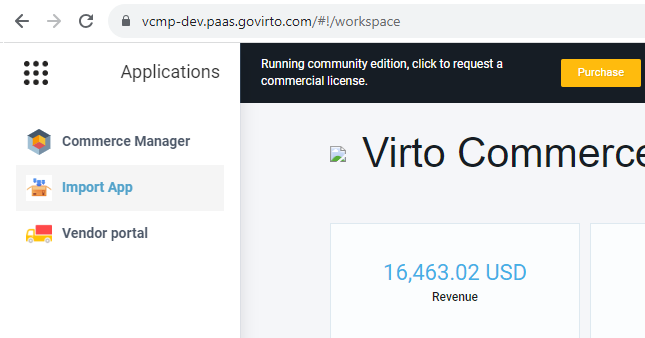 vcmp-dev.paas.govirto.com/#!/workspace
Applications
Running community edition, click to request a
commercial license.
Purchase
Commerce Manager
Import App
Vendor portal
Virto Commerce
16,463.02 USD
Revenue